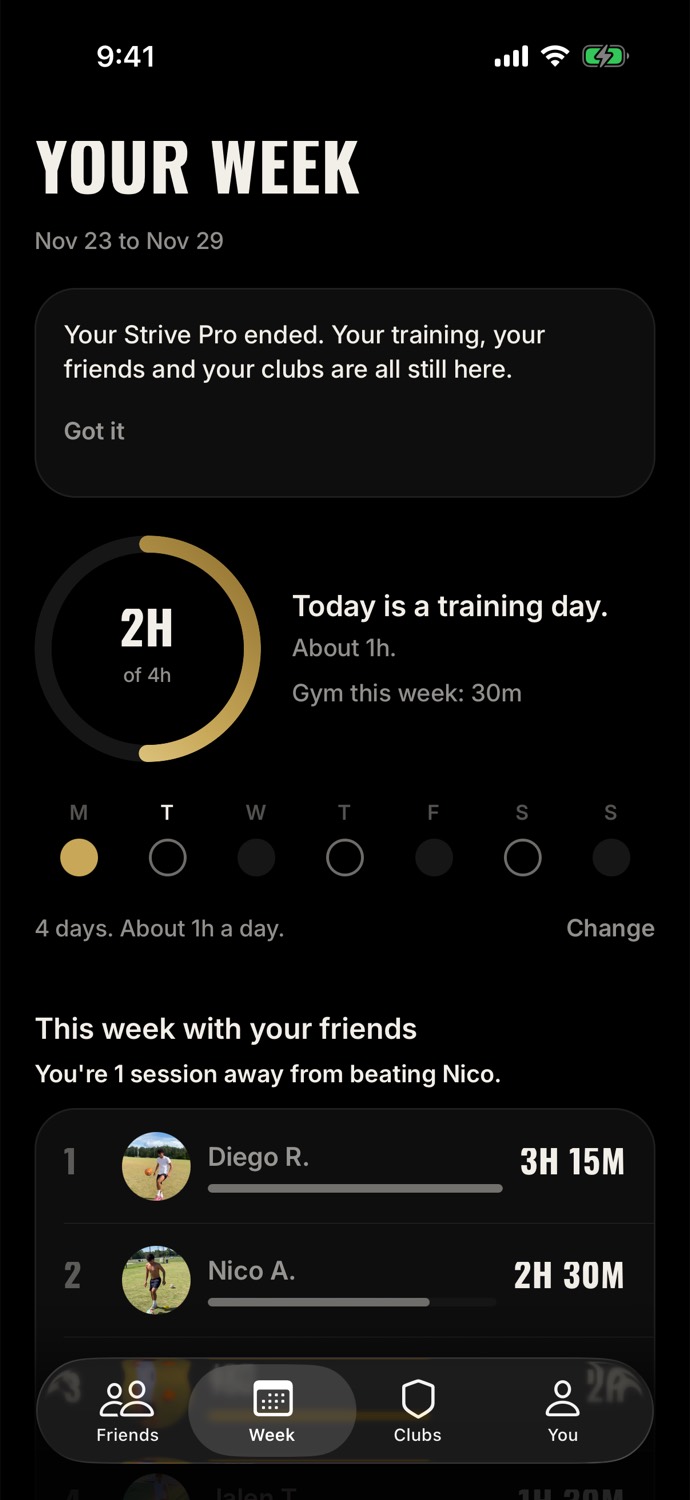 9:41
YOUR WEEK
Nov 23 to Nov 29
Your Strive Pro ended. Your training, your
friends and your clubs are all still here.
Got it
2H
of 4h
Today is a training day.
About 1h.
Gym this week: 30m
M T W T F S S
4 days. About 1h a day.
Change
This week with your friends
You're 1 session away from beating Nico.
1 Diego R. 3H 15M
2 Nico A. 2H 30M
3
Friends Week Clubs You